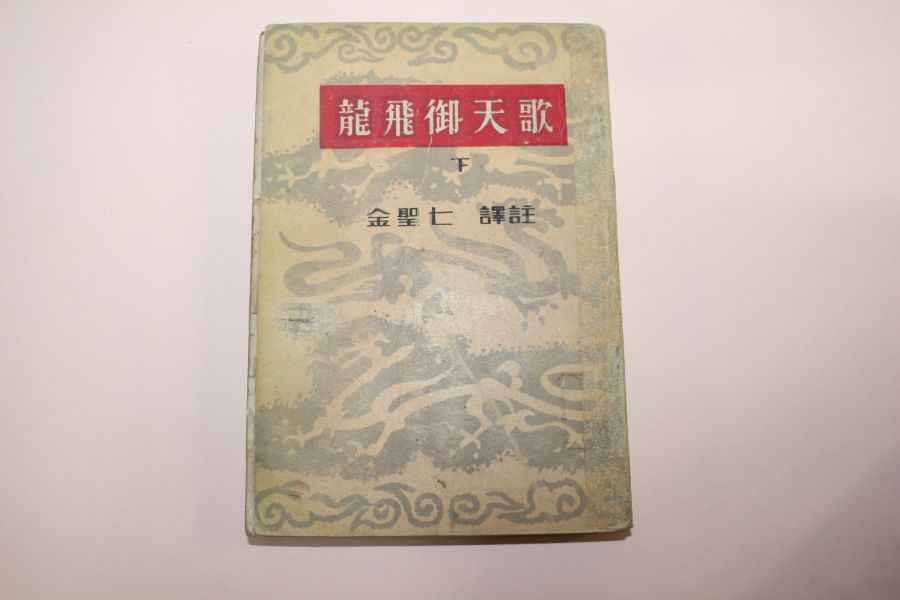 龍飛御天歌
下
金聖七 譯註